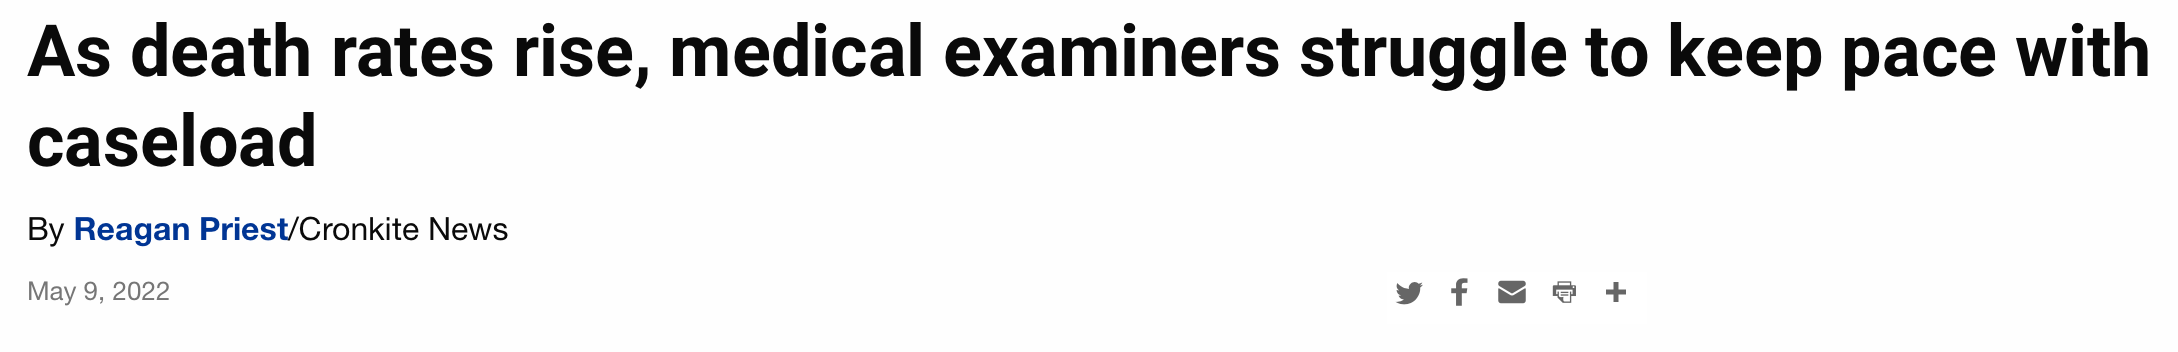 As death rates rise, medical examiners struggle to keep pace with
caseload
By Reagan Priest/Cronkite News
May 9, 2022